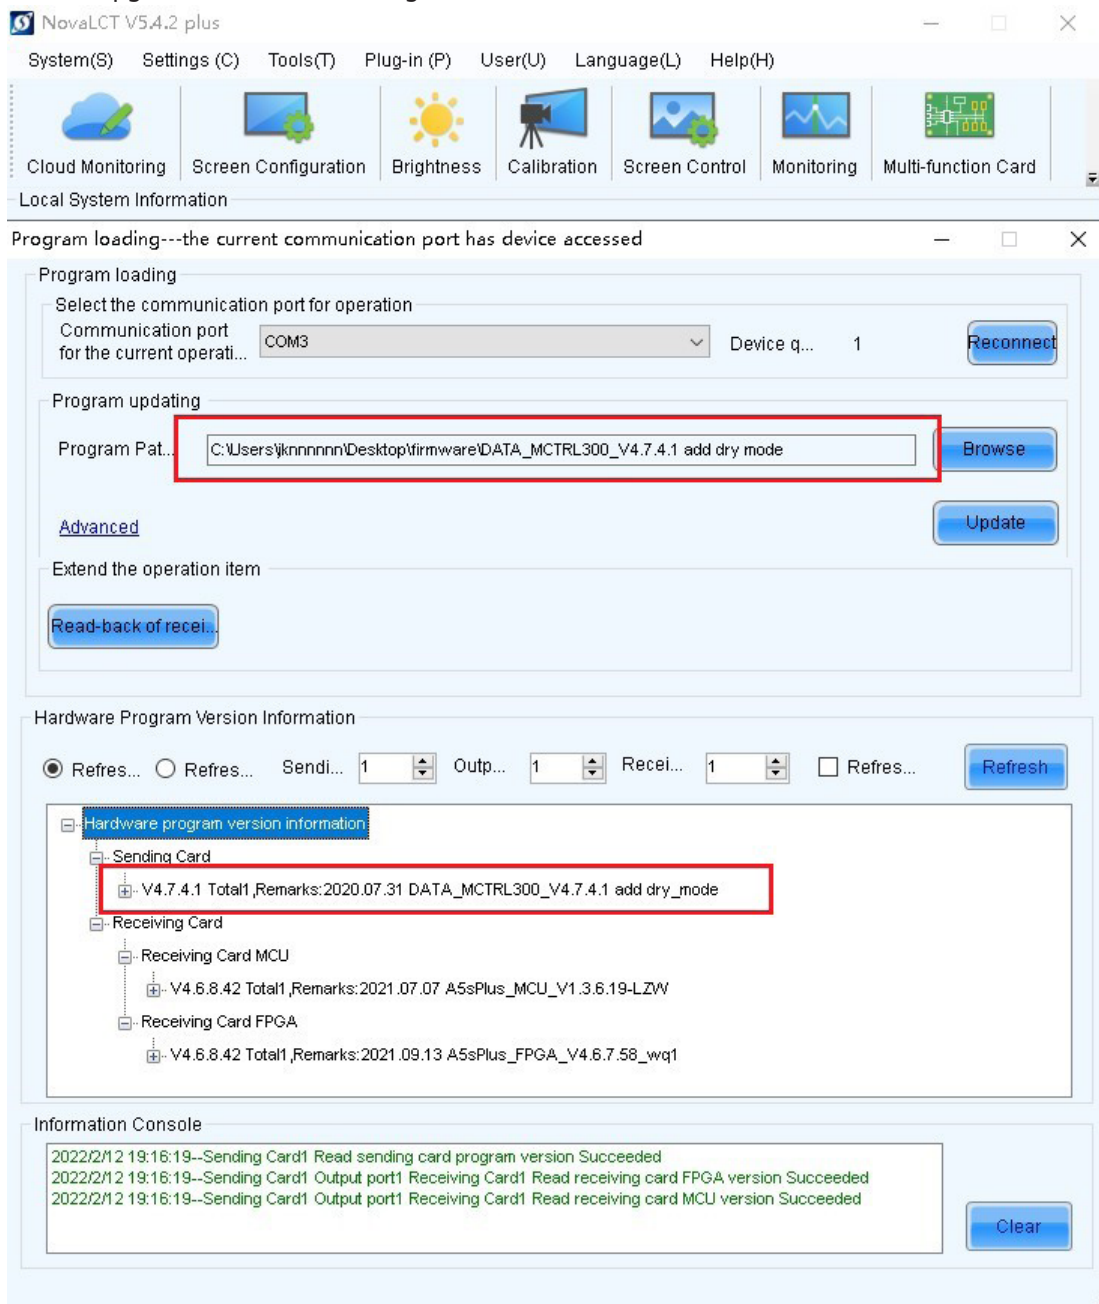 NovaLCT V5.4.2 plus
System(S) Settings (C) Tools(T) Plug-in (P) User(U) Language(L) Help(H)
Cloud Monitoring Screen Configuration Brightness Calibration Screen Control Monitoring Multi-function Card
Local System Information
Program loading---the current communication port has device accessed
Program loading
Select the communication port for operation
Communication port
for the current operati... COM3 Device q... 1 Reconnect
Program updating
Program Pat... C:\Users\jknnnnnn\Desktop\firmware\DATA_MCTRL300_V4.7.4.1 add dry mode Browse
Advanced Update
Extend the operation item
Read-back of recei...
Hardware Program Version Information
Refres... Refres... Sendi... 1 Outp... 1 Recei... 1 Refres... Refresh
Hardware program version information
Sending Card
V4.7.4.1 Total1 ,Remarks:2020.07.31 DATA_MCTRL300_V4.7.4.1 add dry_mode
Receiving Card
Receiving Card MCU
V4.6.8.42 Total1 ,Remarks:2021.07.07 A5sPlus_MCU_V1.3.6.19-LZW
Receiving Card FPGA
V4.6.8.42 Total1 ,Remarks:2021.09.13 A5sPlus_FPGA_V4.6.7.58_wq1
Information Console
2022/2/12 19:16:19--Sending Card1 Read sending card program version Succeeded
2022/2/12 19:16:19--Sending Card1 Output port1 Receiving Card1 Read receiving card FPGA version Succeeded
2022/2/12 19:16:19--Sending Card1 Output port1 Receiving Card1 Read receiving card MCU version Succeeded
Clear